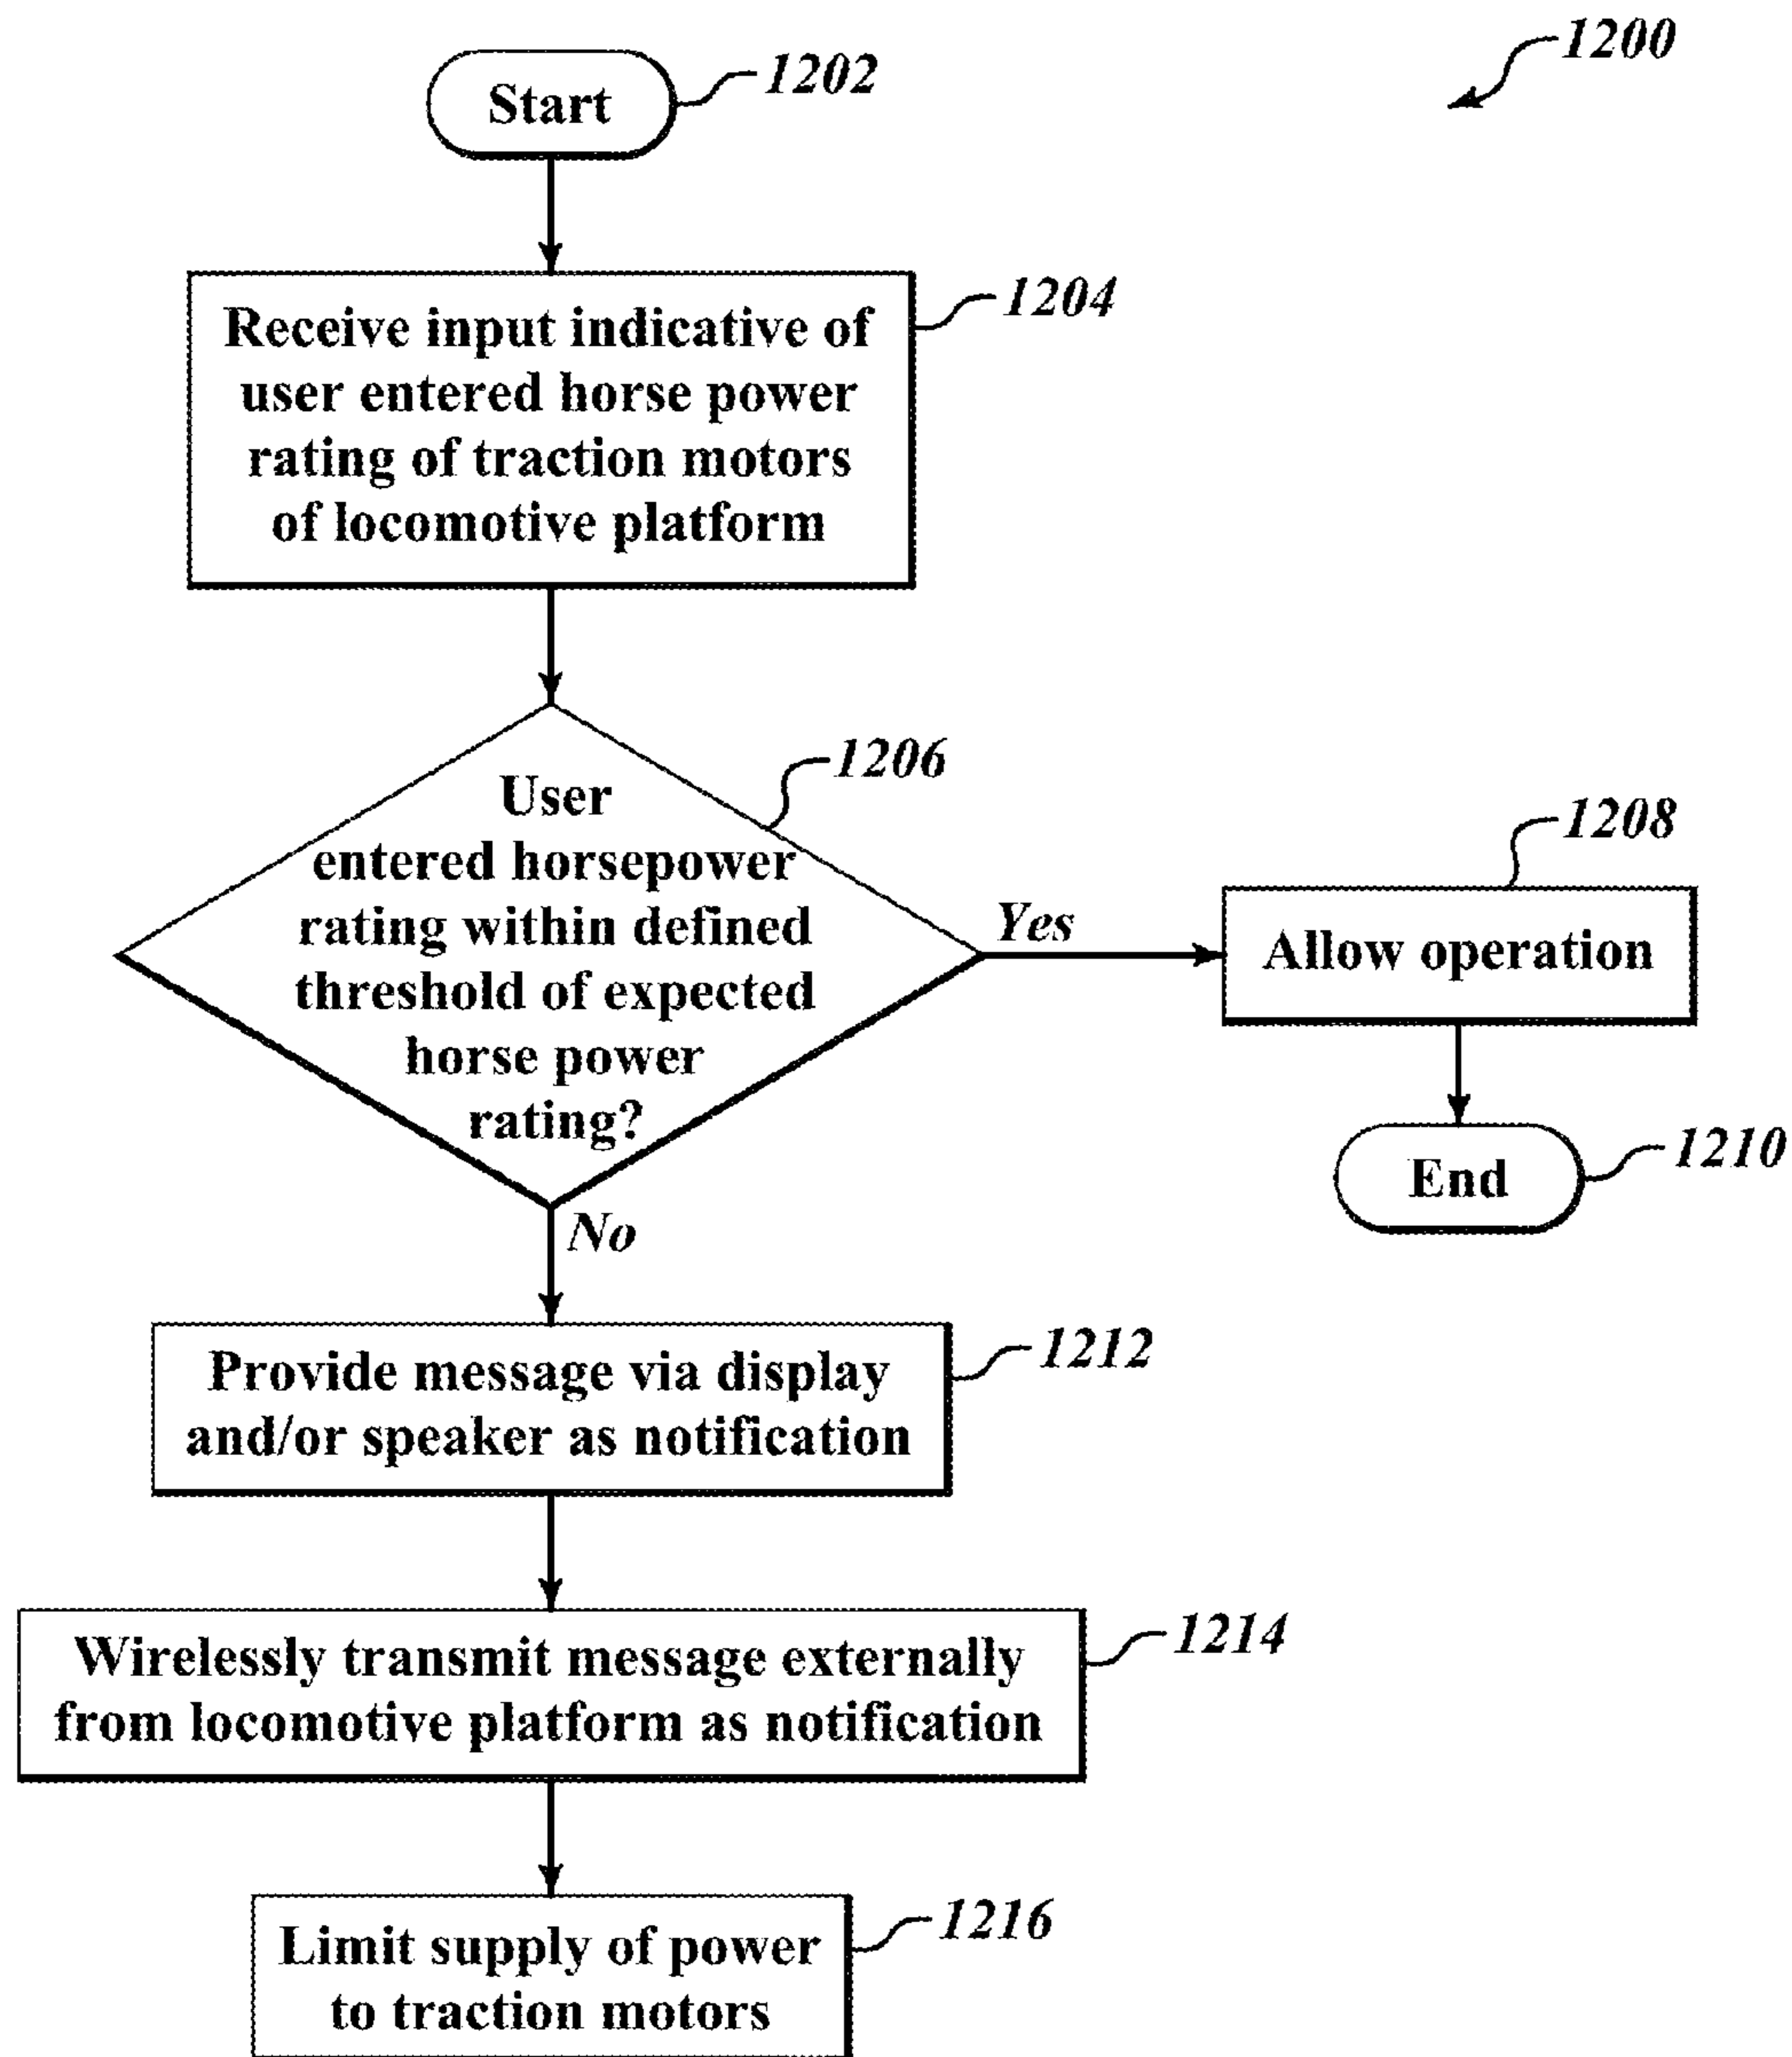 1200
Start
1202
Receive input indicative of
user entered horse power
rating of traction motors
of locomotive platform
1204
User
entered horsepower
rating within defined
threshold of expected
horse power
rating?
1206
Yes
Allow operation
1208
End
1210
No
Provide message via display
and/or speaker as notification
1212
Wirelessly transmit message externally
from locomotive platform as notification
1214
Limit supply of power
to traction motors
1216